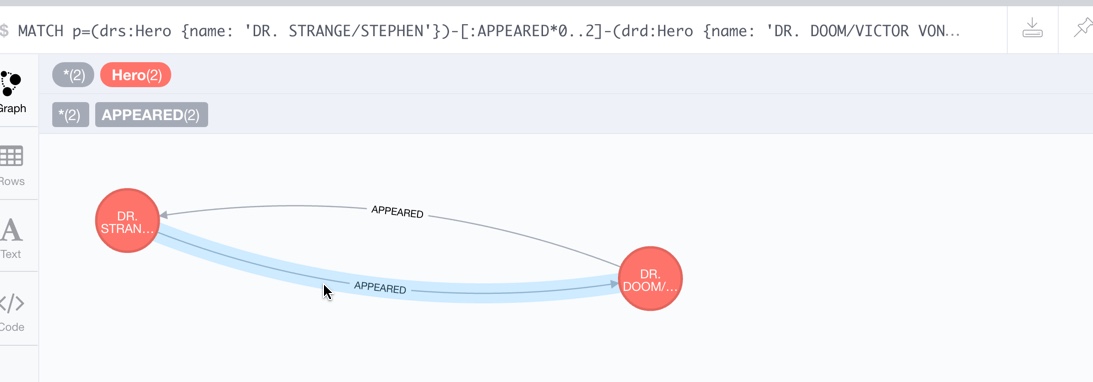 $ MATCH p=(drs:Hero {name: 'DR. STRANGE/STEPHEN'})-[:APPEARED*0..2]-(drd:Hero {name: 'DR. DOOM/VICTOR VON…
*(2) Hero(2)
Graph
*(2) APPEARED(2)
Rows
DR.
STRAN…
APPEARED
Text
DR.
DOOM/…
APPEARED
Code